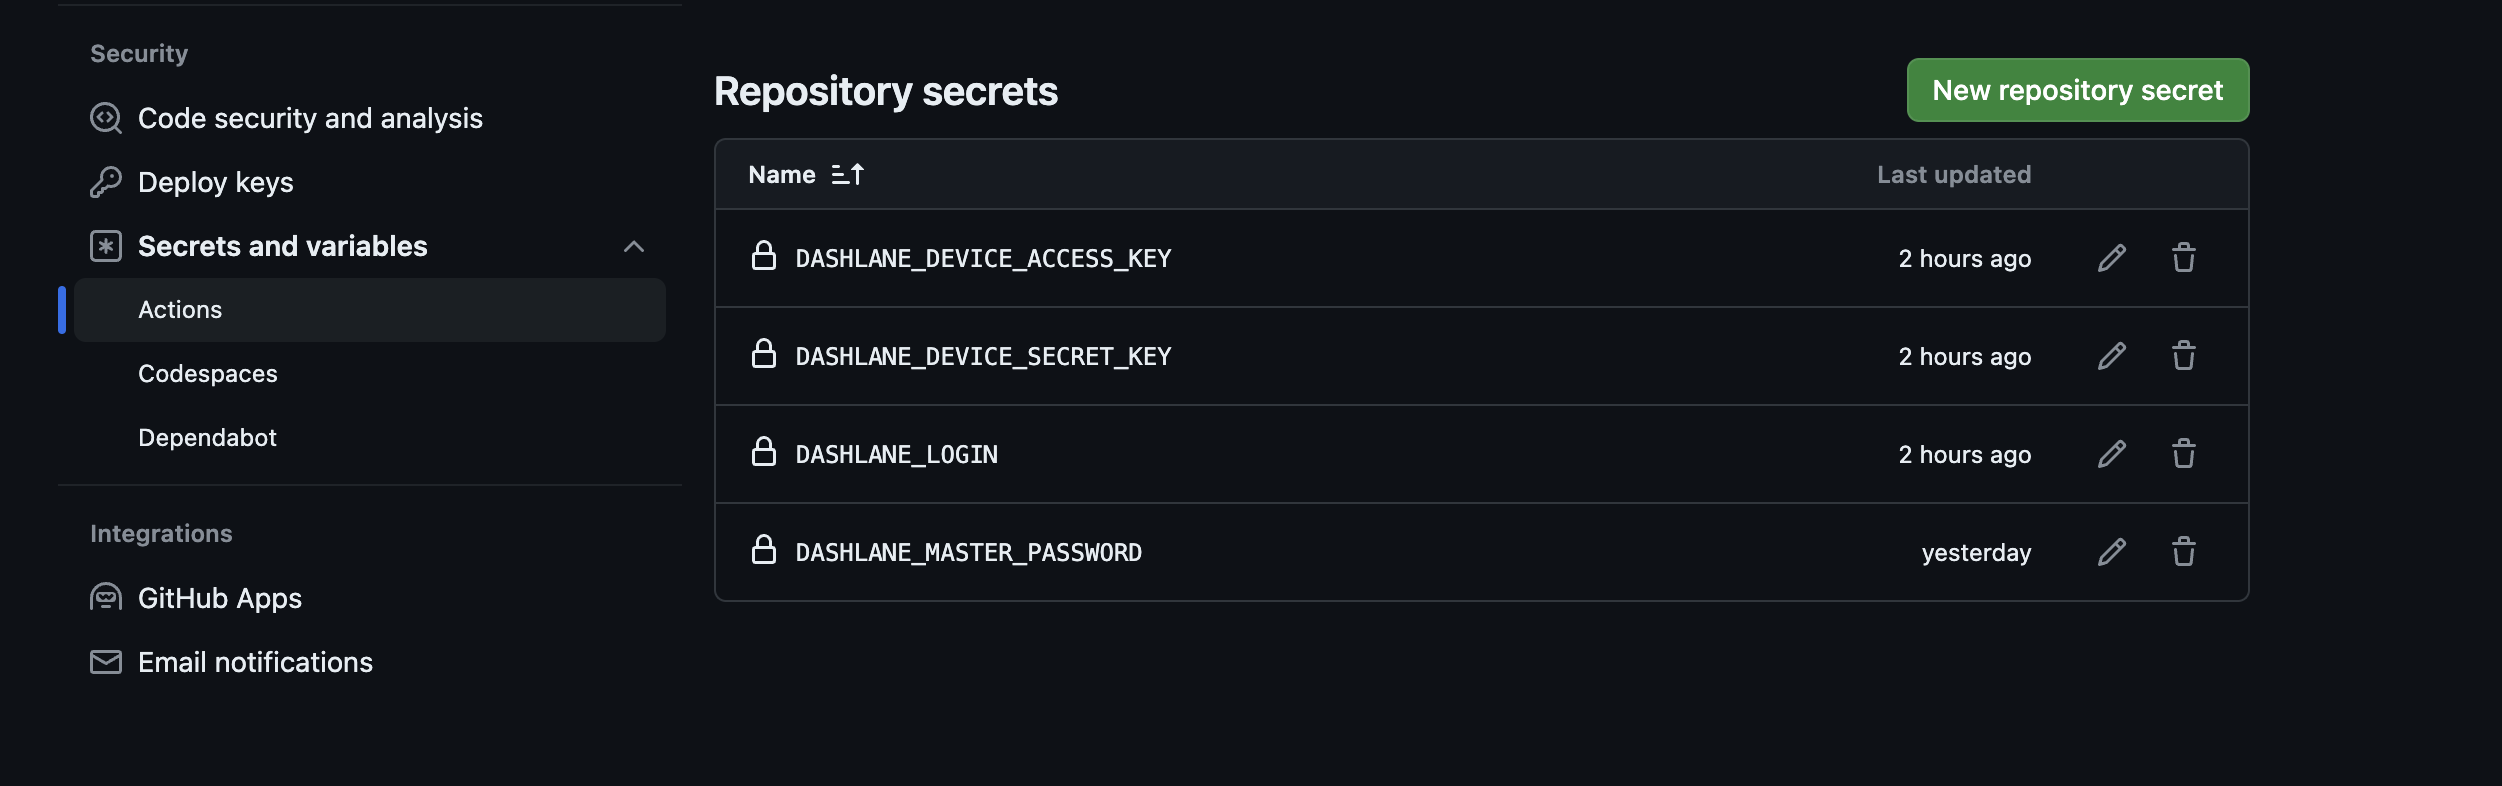 Security
Code security and analysis
Deploy keys
Secrets and variables
Actions
Codespaces
Dependabot
Integrations
GitHub Apps
Email notifications
Repository secrets
New repository secret
Name
Last updated
DASHLANE_DEVICE_ACCESS_KEY 2 hours ago
DASHLANE_DEVICE_SECRET_KEY 2 hours ago
DASHLANE_LOGIN 2 hours ago
DASHLANE_MASTER_PASSWORD yesterday